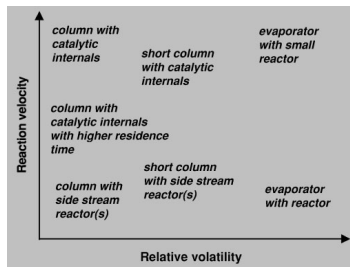 column with
catalytic
internals
short column
with catalytic
internals
evaporator
with small
reactor
column with
catalytic internals
with higher residence
time
short column
with side stream
reactor(s)
column with
side stream
reactor(s)
evaporator
with reactor
Reaction velocity
Relative volatility